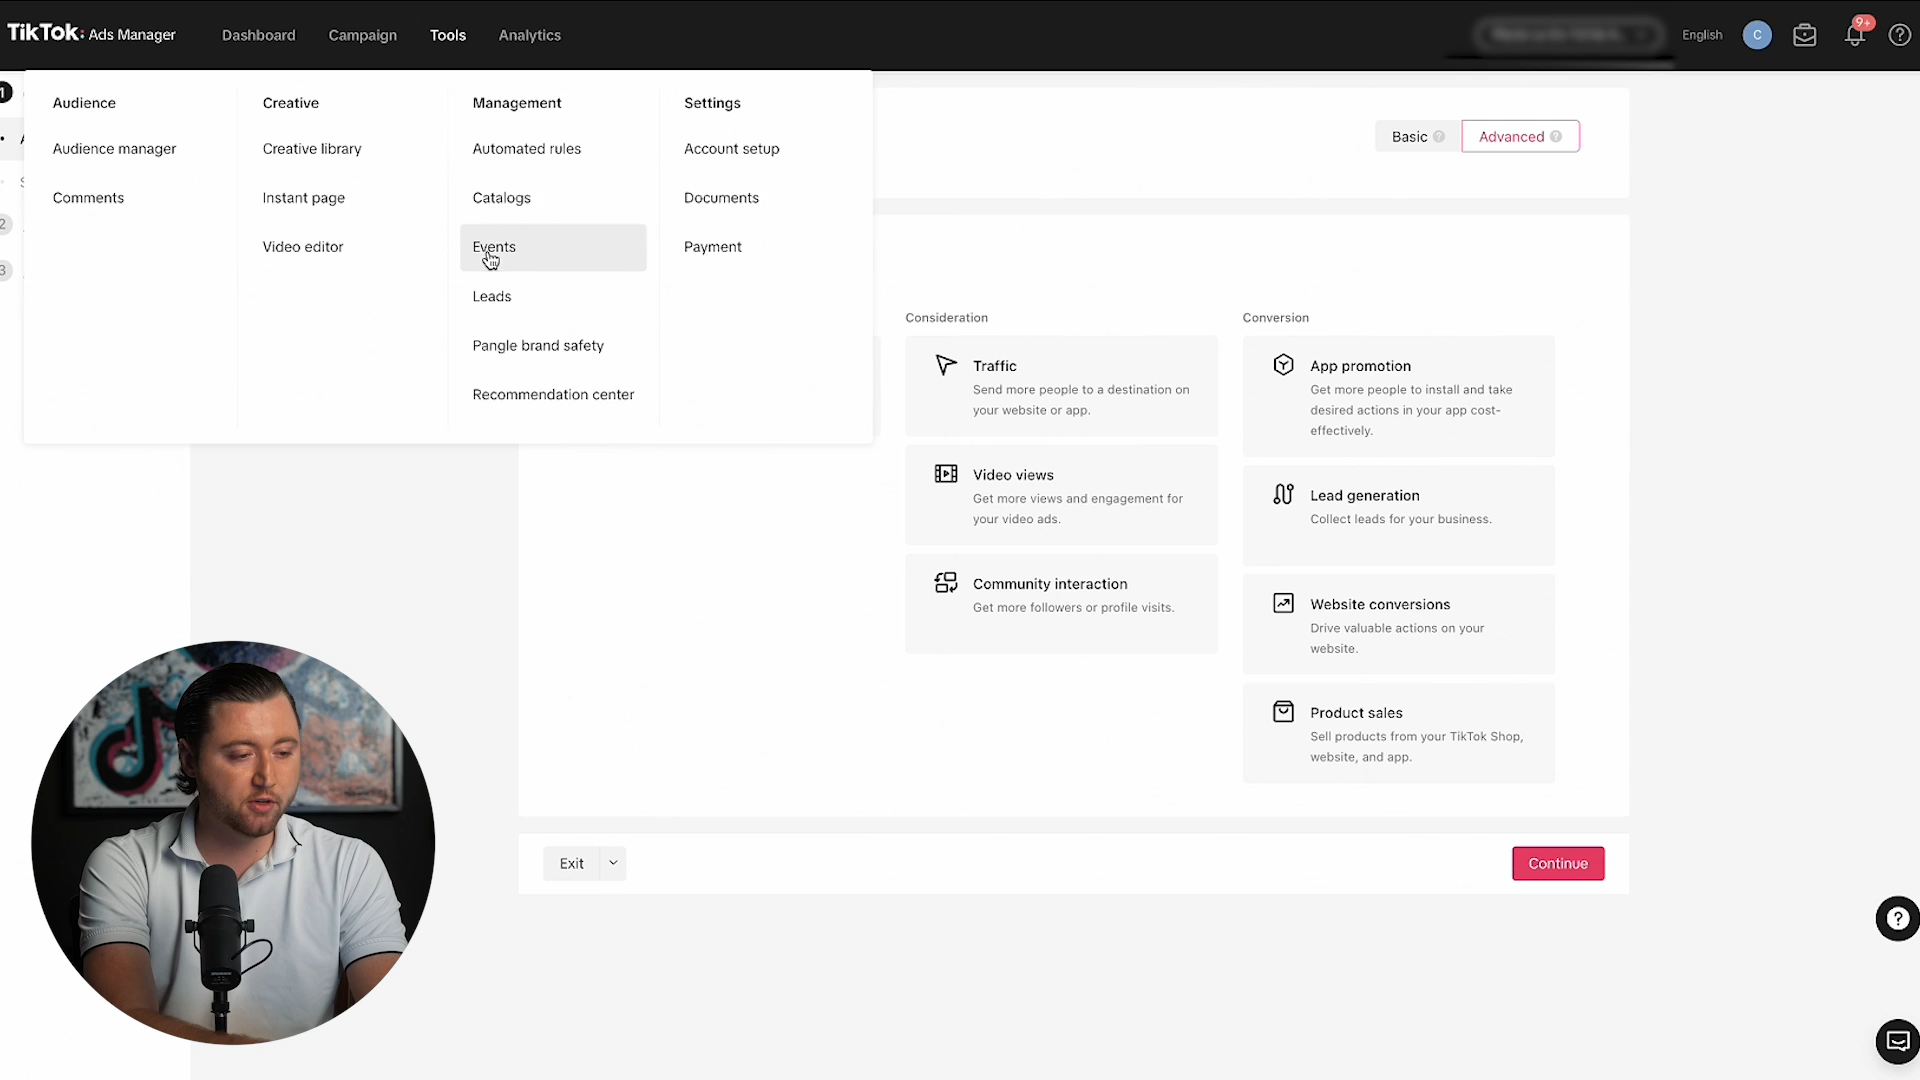 TikTok: Ads Manager
Dashboard
Campaign
Tools
Analytics
English
C
9+
1
2
3
Audience
Audience manager
Comments
Creative
Creative library
Instant page
Video editor
Management
Automated rules
Catalogs
Events
Leads
Pangle brand safety
Recommendation center
Settings
Account setup
Documents
Payment
Basic
Advanced
Consideration
Traffic
Send more people to a destination on
your website or app.
Video views
Get more views and engagement for
your video ads.
Community interaction
Get more followers or profile visits.
Conversion
App promotion
Get more people to install and take
desired actions in your app cost-
effectively.
Lead generation
Collect leads for your business.
Website conversions
Drive valuable actions on your
website.
Product sales
Sell products from your TikTok Shop,
website, and app.
Exit
Continue